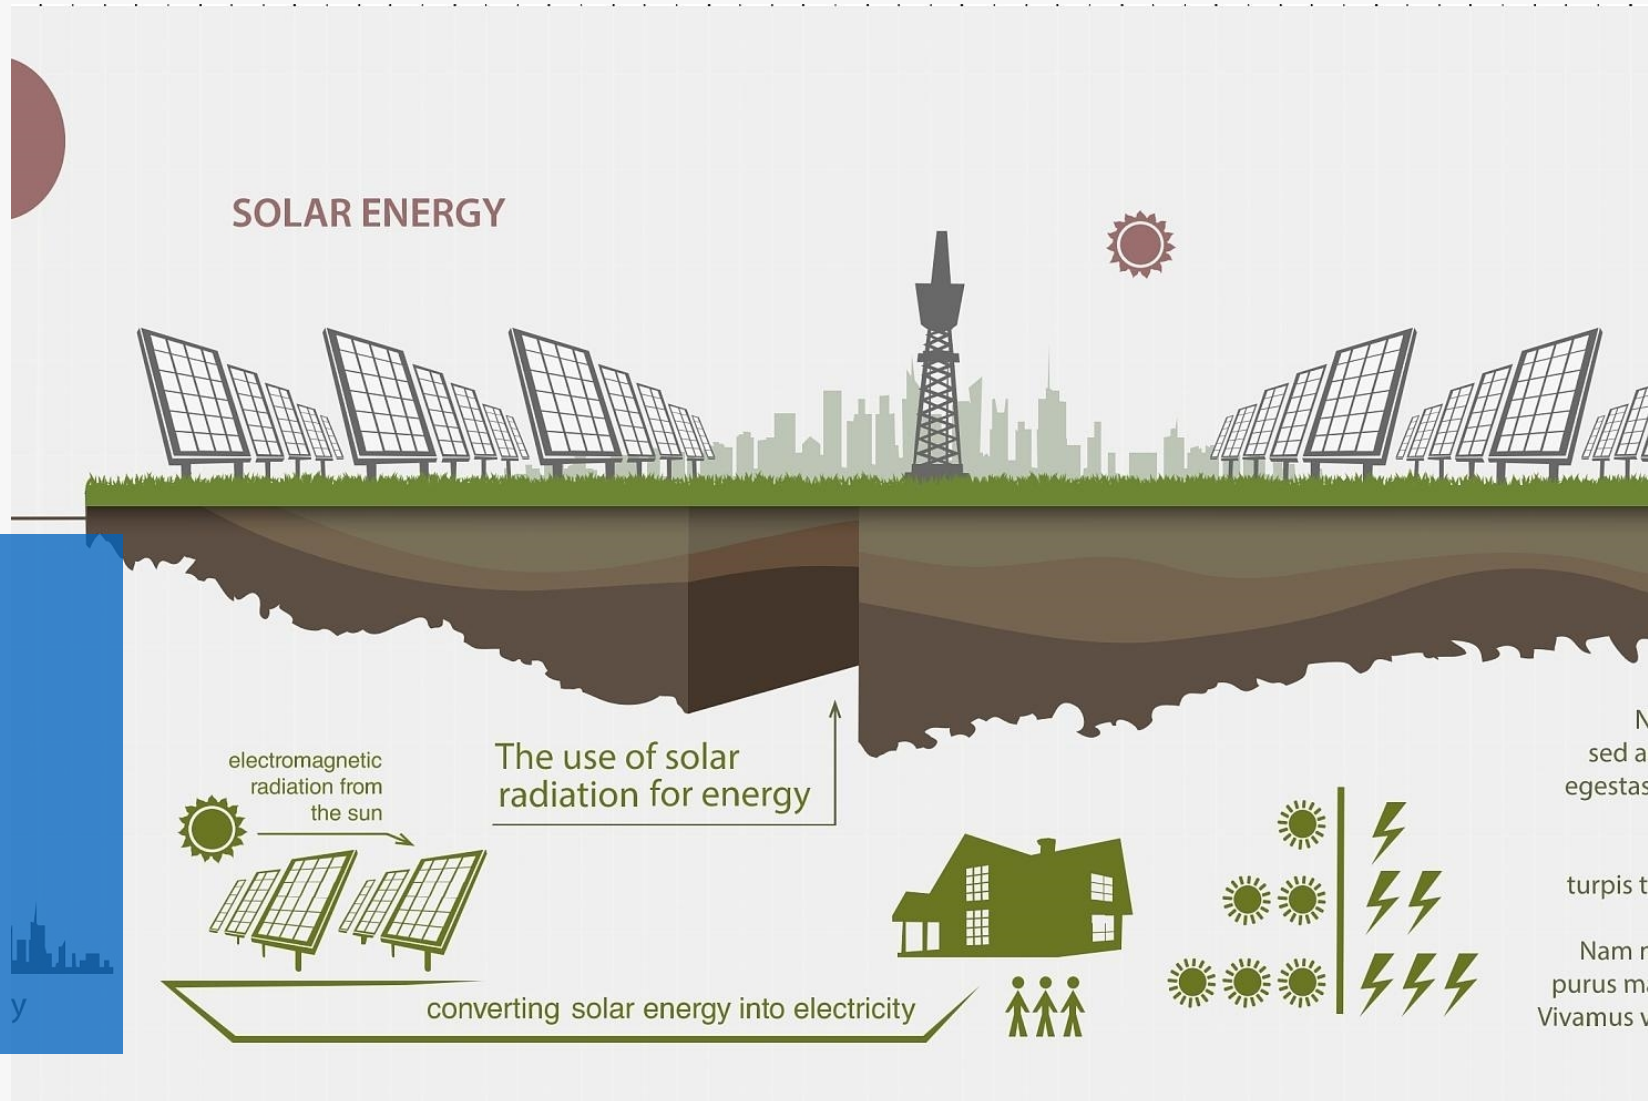 SOLAR ENERGY
electromagnetic
radiation from
the sun
The use of solar
radiation for energy
converting solar energy into electricity
y
N
sed a
egestas
turpis t
Nam
purus
Vivamus